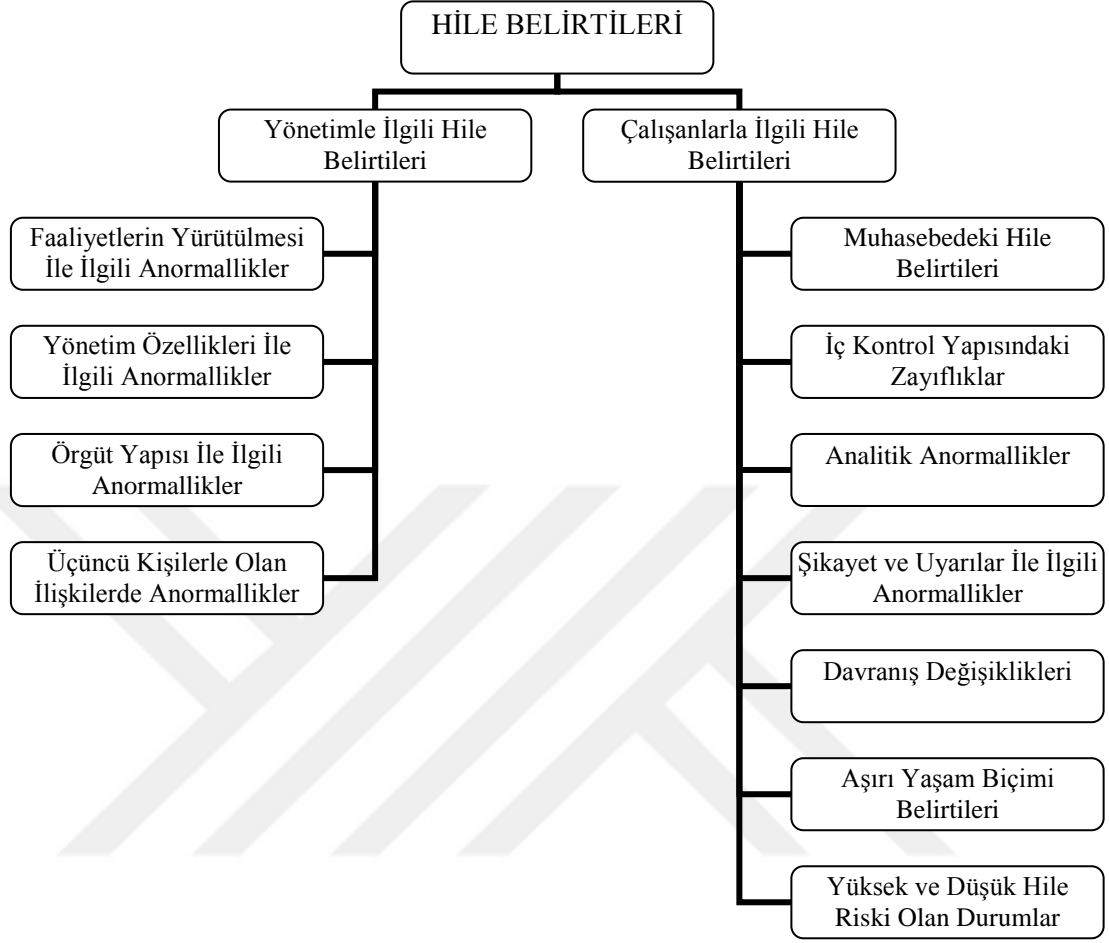 HİLE BELİRTİLERİ
Yönetimle İlgili Hile
Belirtileri
Faaliyetlerin Yürütülmesi
İle İlgili Anormallikler
Yönetim Özellikleri İle
İlgili Anormallikler
Örgüt Yapısı İle İlgili
Anormallikler
Üçüncü Kişilerle Olan
İlişkilerde Anormallikler
Çalışanlarla İlgili Hile
Belirtileri
Muhasebedeki Hile
Belirtileri
İç Kontrol Yapısındaki
Zayıflıklar
Analitik Anormallikler
Şikayet ve Uyarılar İle İlgili
Anormallikler
Davranış Değişiklikleri
Aşırı Yaşam Biçimi
Belirtileri
Yüksek ve Düşük Hile
Riski Olan Durumlar